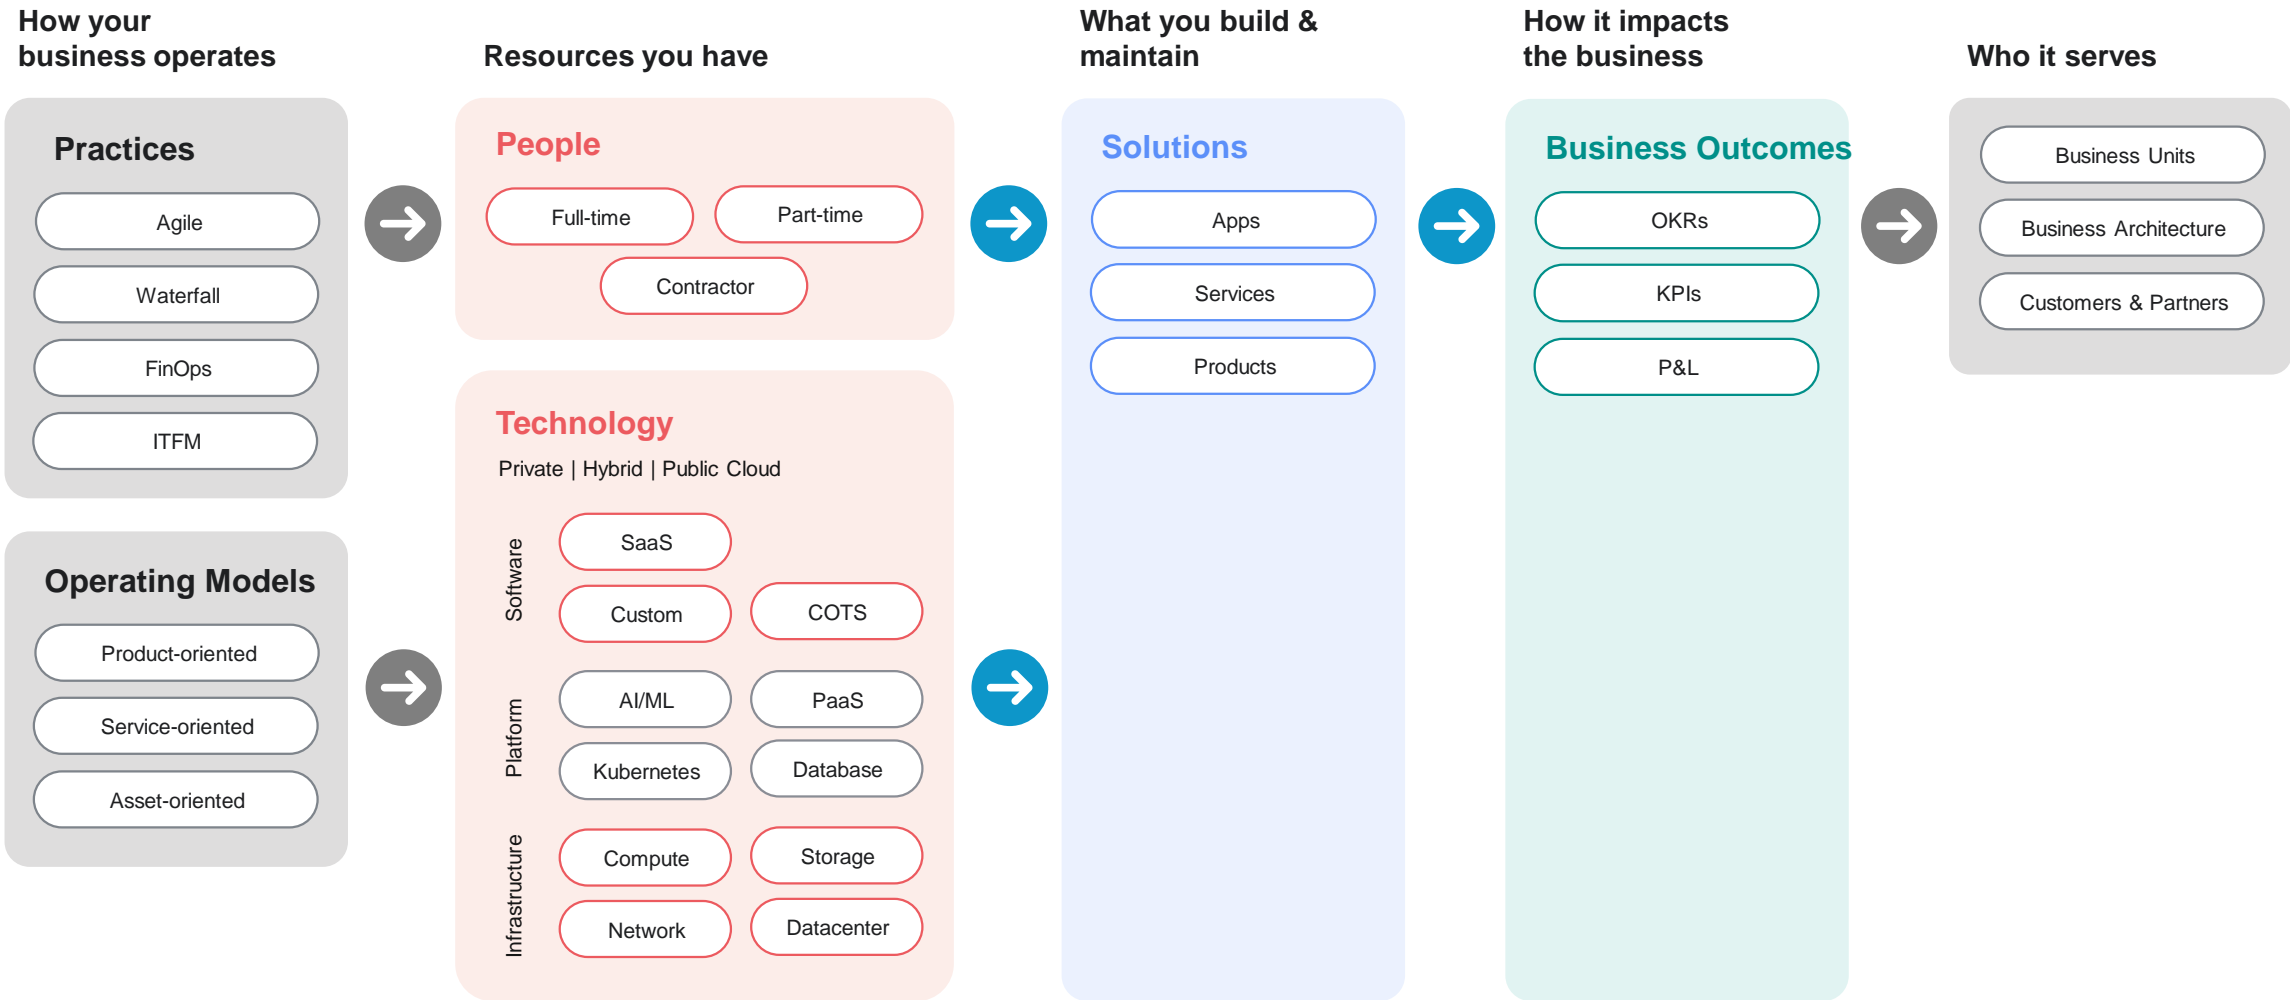 How your
business operates
Practices
Agile
Waterfall
FinOps
ITFM
Operating Models
Product-oriented
Service-oriented
Asset-oriented
Resources you have
People
Full-time
Part-time
Contractor
Technology
Private | Hybrid | Public Cloud
Software
SaaS
Custom
COTS
Platform
AI/ML
PaaS
Kubernetes
Database
Infrastructure
Compute
Storage
Network
Datacenter
What you build &
maintain
Solutions
Apps
Services
Products
How it impacts
the business
Business Outcomes
OKRs
KPIs
P&L
Who it serves
Business Units
Business Architecture
Customers & Partners